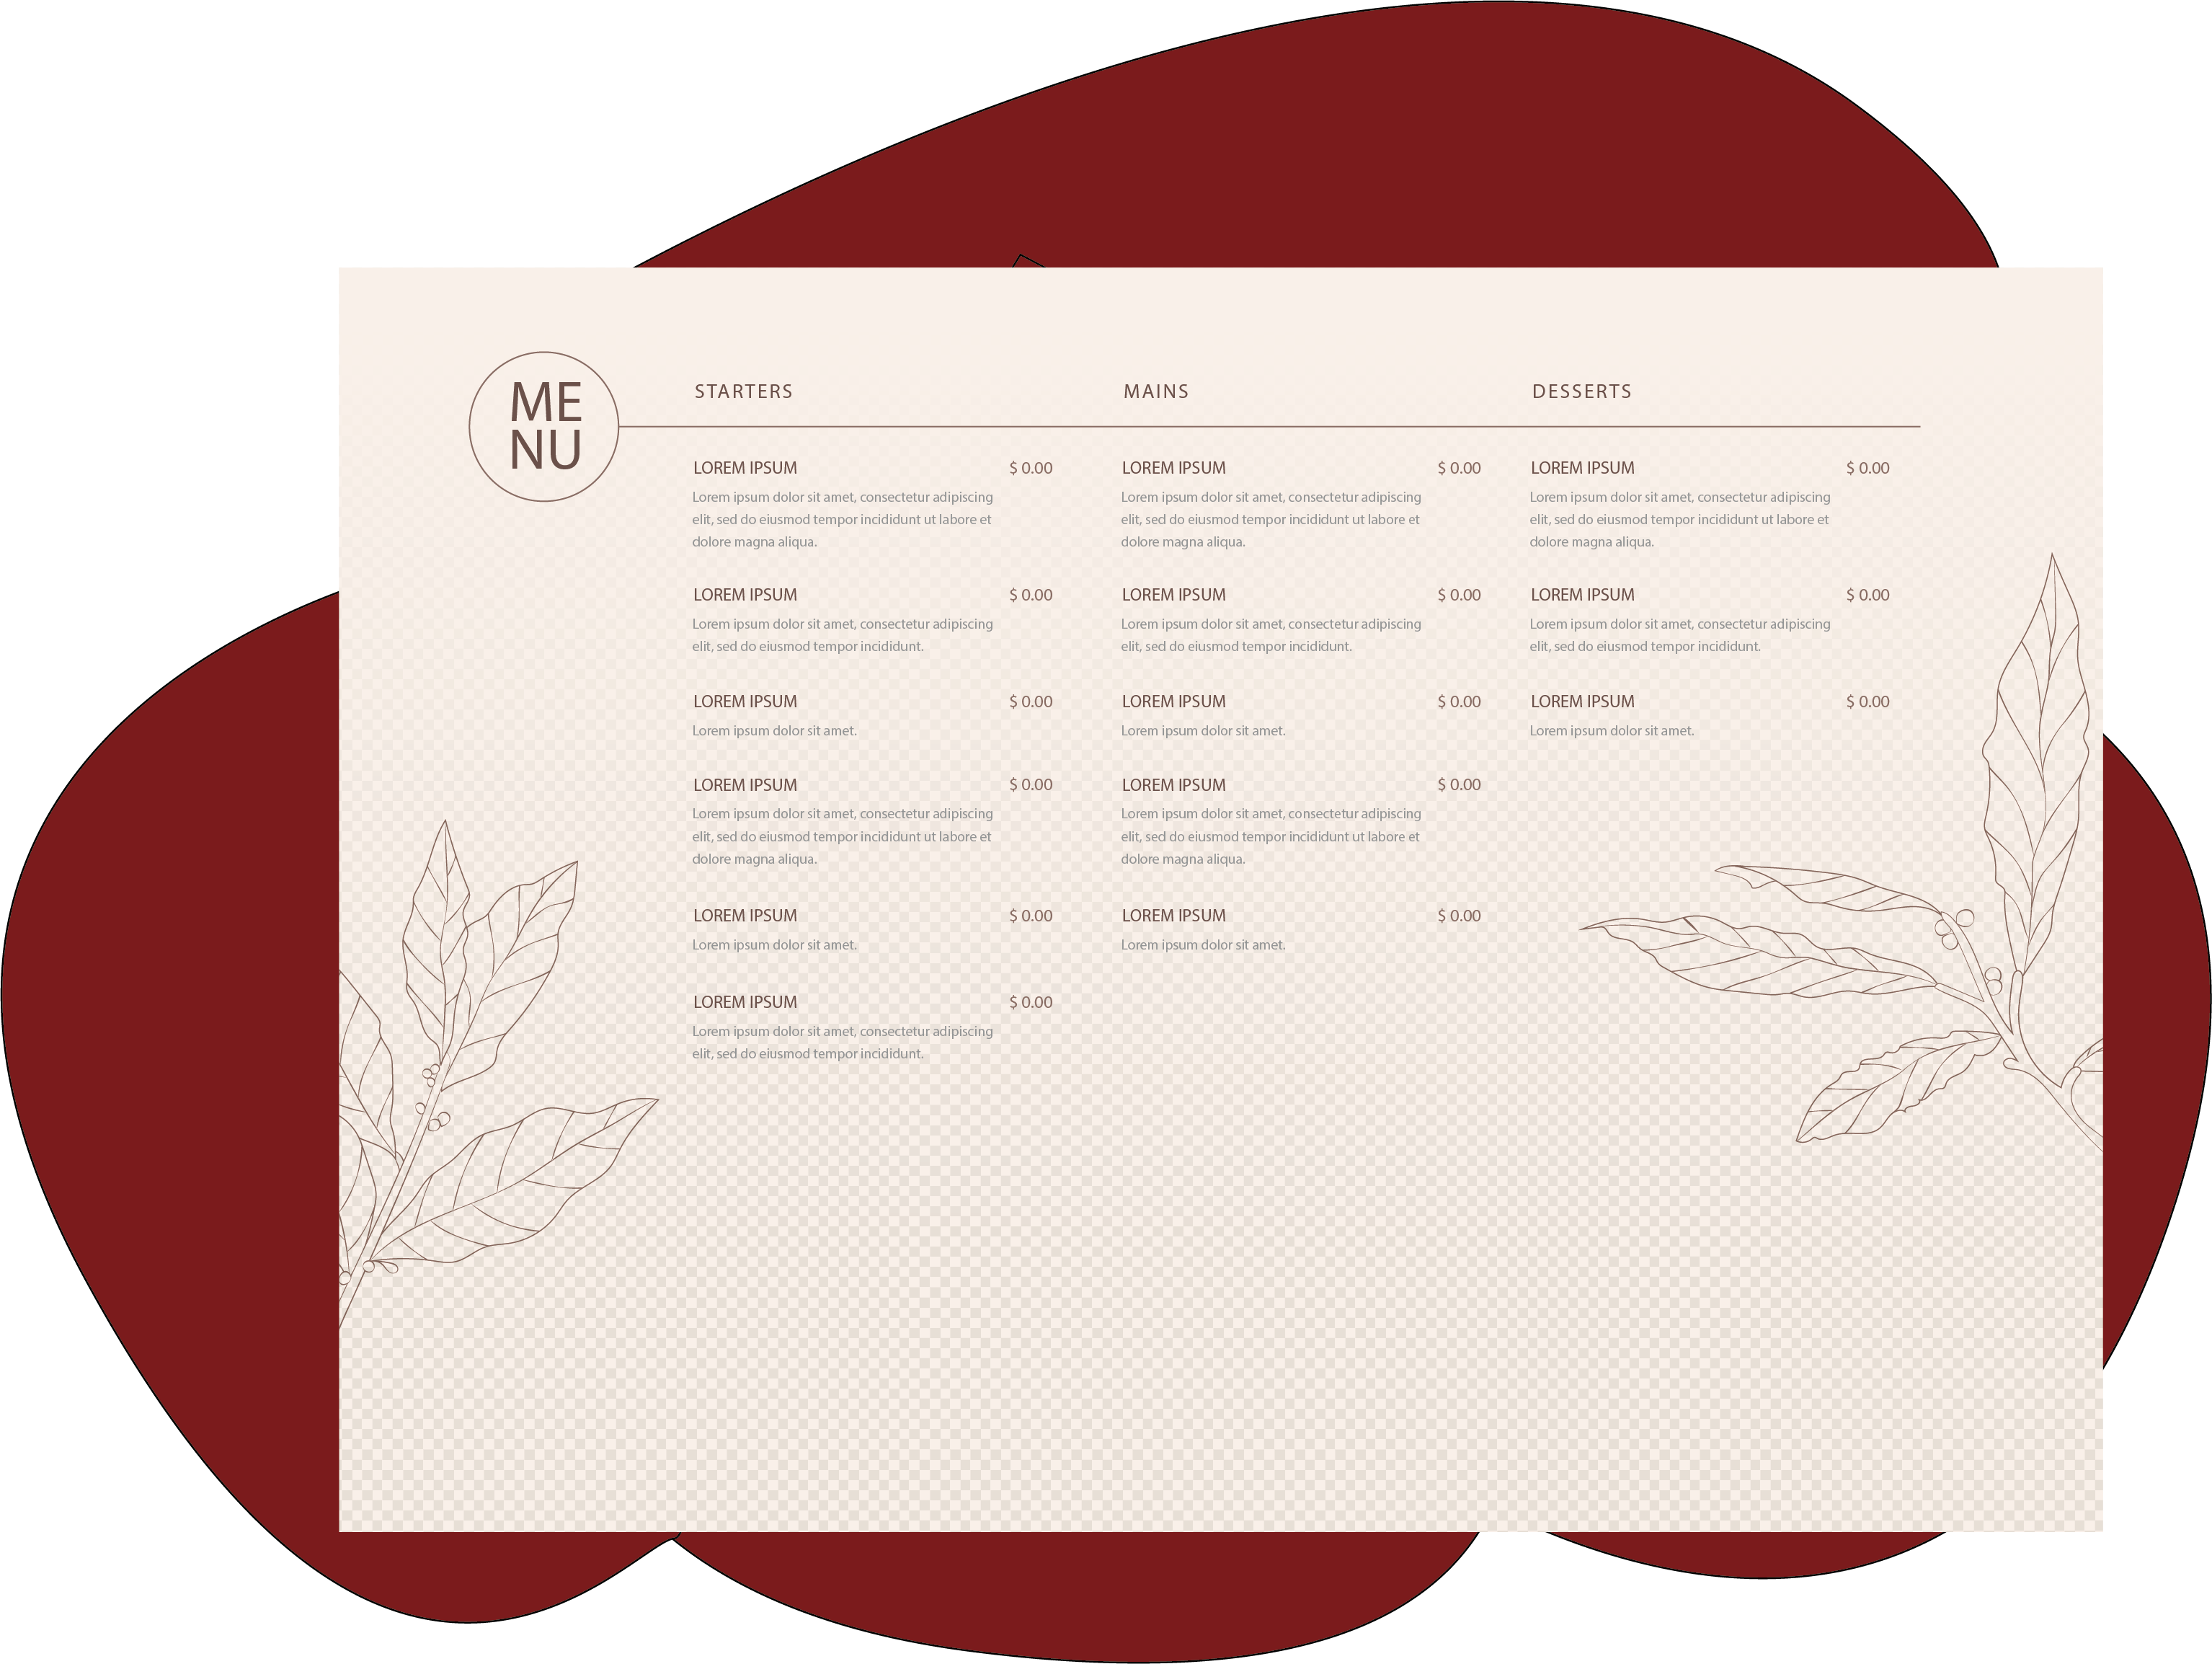 ME
NU
STARTERS
LOREM IPSUM $ 0.00
Lorem ipsum dolor sit amet, consectetur adipiscing
elit, sed do eiusmod tempor incididunt ut labore et
dolore magna aliqua.
LOREM IPSUM $ 0.00
Lorem ipsum dolor sit amet, consectetur adipiscing
elit, sed do eiusmod tempor incididunt.
LOREM IPSUM $ 0.00
Lorem ipsum dolor sit amet.
LOREM IPSUM $ 0.00
Lorem ipsum dolor sit amet, consectetur adipiscing
elit, sed do eiusmod tempor incididunt ut labore et
dolore magna aliqua.
LOREM IPSUM $ 0.00
Lorem ipsum dolor sit amet.
LOREM IPSUM $ 0.00
Lorem ipsum dolor sit amet, consectetur adipiscing
elit, sed do eiusmod tempor incididunt.
MAINS
LOREM IPSUM $ 0.00
Lorem ipsum dolor sit amet, consectetur adipiscing
elit, sed do eiusmod tempor incididunt ut labore et
dolore magna aliqua.
LOREM IPSUM $ 0.00
Lorem ipsum dolor sit amet, consectetur adipiscing
elit, sed do eiusmod tempor incididunt.
LOREM IPSUM $ 0.00
Lorem ipsum dolor sit amet.
LOREM IPSUM $ 0.00
Lorem ipsum dolor sit amet, consectetur adipiscing
elit, sed do eiusmod tempor incididunt ut labore et
dolore magna aliqua.
LOREM IPSUM $ 0.00
Lorem ipsum dolor sit amet.
DESSERTS
LOREM IPSUM $ 0.00
Lorem ipsum dolor sit amet, consectetur adipiscing
elit, sed do eiusmod tempor incididunt ut labore et
dolore magna aliqua.
LOREM IPSUM $ 0.00
Lorem ipsum dolor sit amet, consectetur adipiscing
elit, sed do eiusmod tempor incididunt.
LOREM IPSUM $ 0.00
Lorem ipsum dolor sit amet.